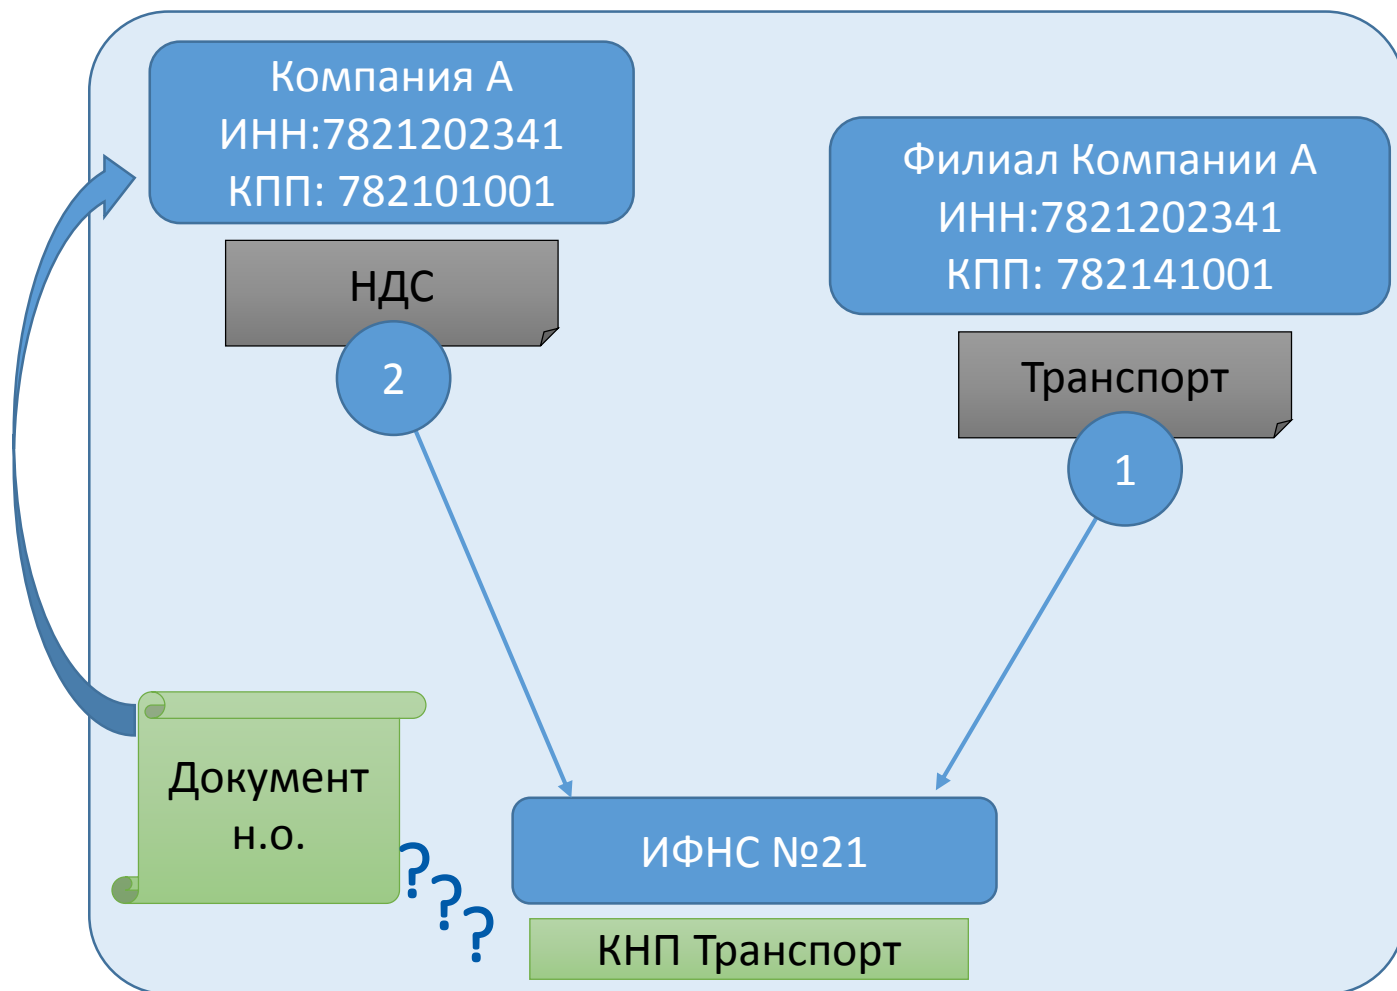 Компания А
ИНН:7821202341
КПП: 782101001
Филиал Компании А
ИНН:7821202341
КПП: 782141001
НДС
2
Транспорт
1
Документ
н.о.
???
ИФНС №21
КНП Транспорт